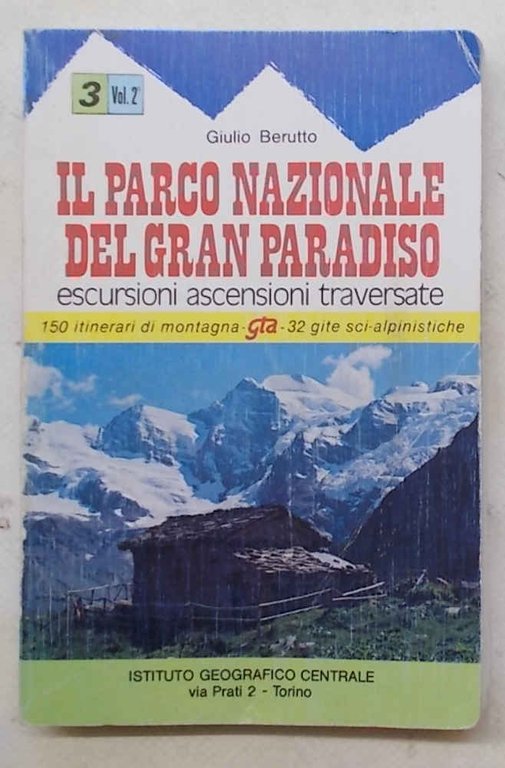 3 Vol. 2°
Giulio Berutto
IL PARCO NAZIONALE
DEL GRAN PARADISO
escursioni ascensioni traversate
150 itinerari di montagna - gta - 32 gite sci-alpinistiche
ISTITUTO GEOGRAFICO CENTRALE
via Prati 2 - Torino